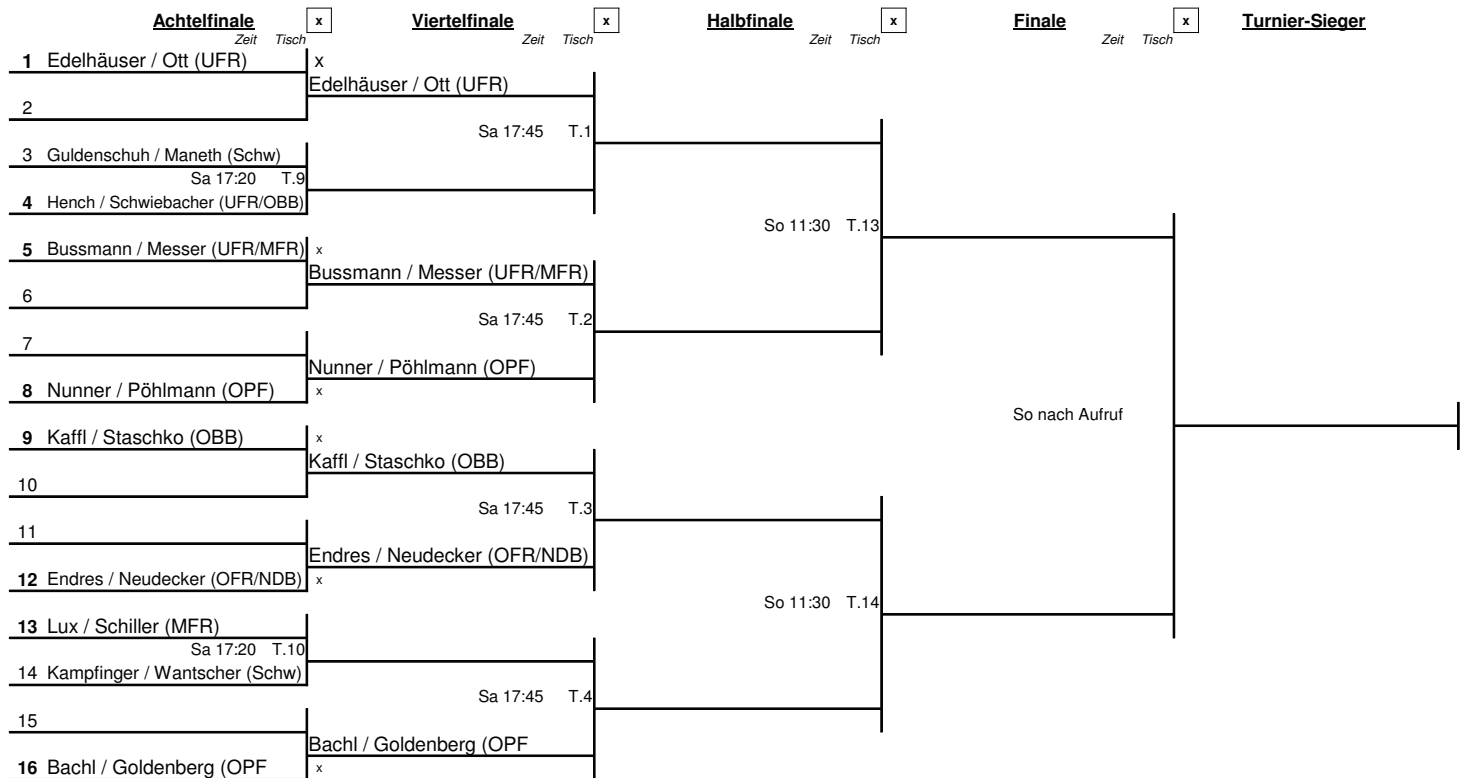 Achtelfinale x Viertelfinale x Halbfinale x Finale x Turnier-Sieger
Zeit Tisch Zeit Tisch Zeit Tisch Zeit Tisch
1 Edelhäuser / Ott (UFR) x
Edelhäuser / Ott (UFR)
2
Sa 17:45 T.1
3 Guldenschuh / Maneth (Schw)
Sa 17:20 T.9
4 Hench / Schwiebacher (UFR/OBB)
So 11:30 T.13
5 Bussmann / Messer (UFR/MFR) x
Bussmann / Messer (UFR/MFR)
6
Sa 17:45 T.2
7
Nunner / Pöhlmann (OPF)
8 Nunner / Pöhlmann (OPF) x
So nach Aufruf
9 Kaffl / Staschko (OBB) x
Kaffl / Staschko (OBB)
10
Sa 17:45 T.3
11
Endres / Neudecker (OFR/NDB)
12 Endres / Neudecker (OFR/NDB) x
So 11:30 T.14
13 Lux / Schiller (MFR)
Sa 17:20 T.10
14 Kampfinger / Wantscher (Schw)
Sa 17:45 T.4
15
Bachl / Goldenberg (OPF
16 Bachl / Goldenberg (OPF x